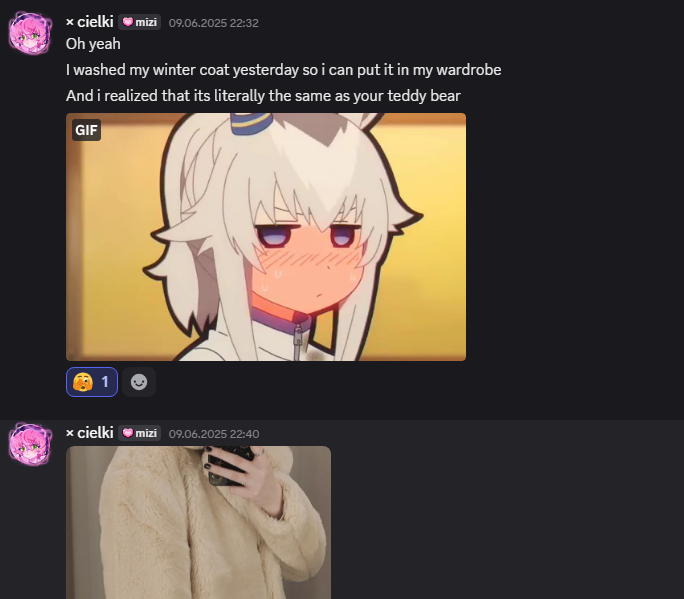 × cielki mizi 09.06.2025 22:32
Oh yeah
I washed my winter coat yesterday so i can put it in my wardrobe
And i realized that its literally the same as your teddy bear
GIF
1
× cielki mizi 09.06.2025 22:40